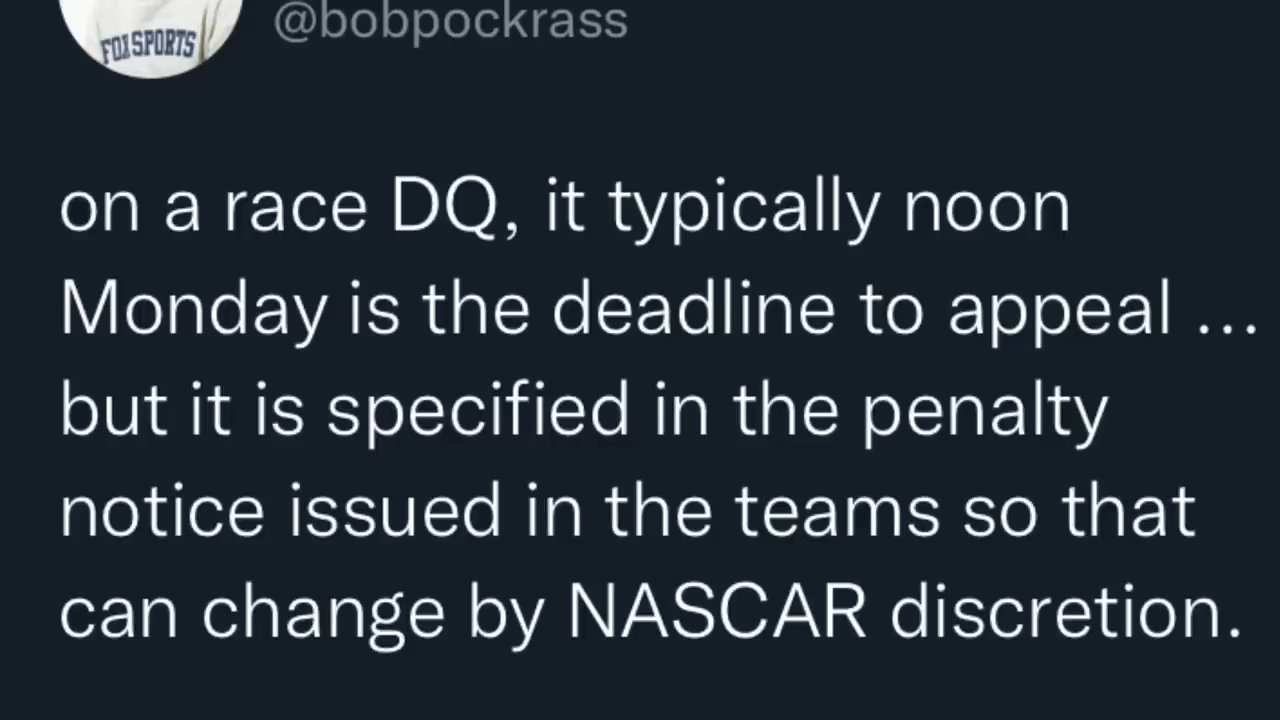 @bobpockrass
FOX SPORTS
on a race DQ, it typically noon
Monday is the deadline to appeal ...
but it is specified in the penalty
notice issued in the teams so that
can change by NASCAR discretion.